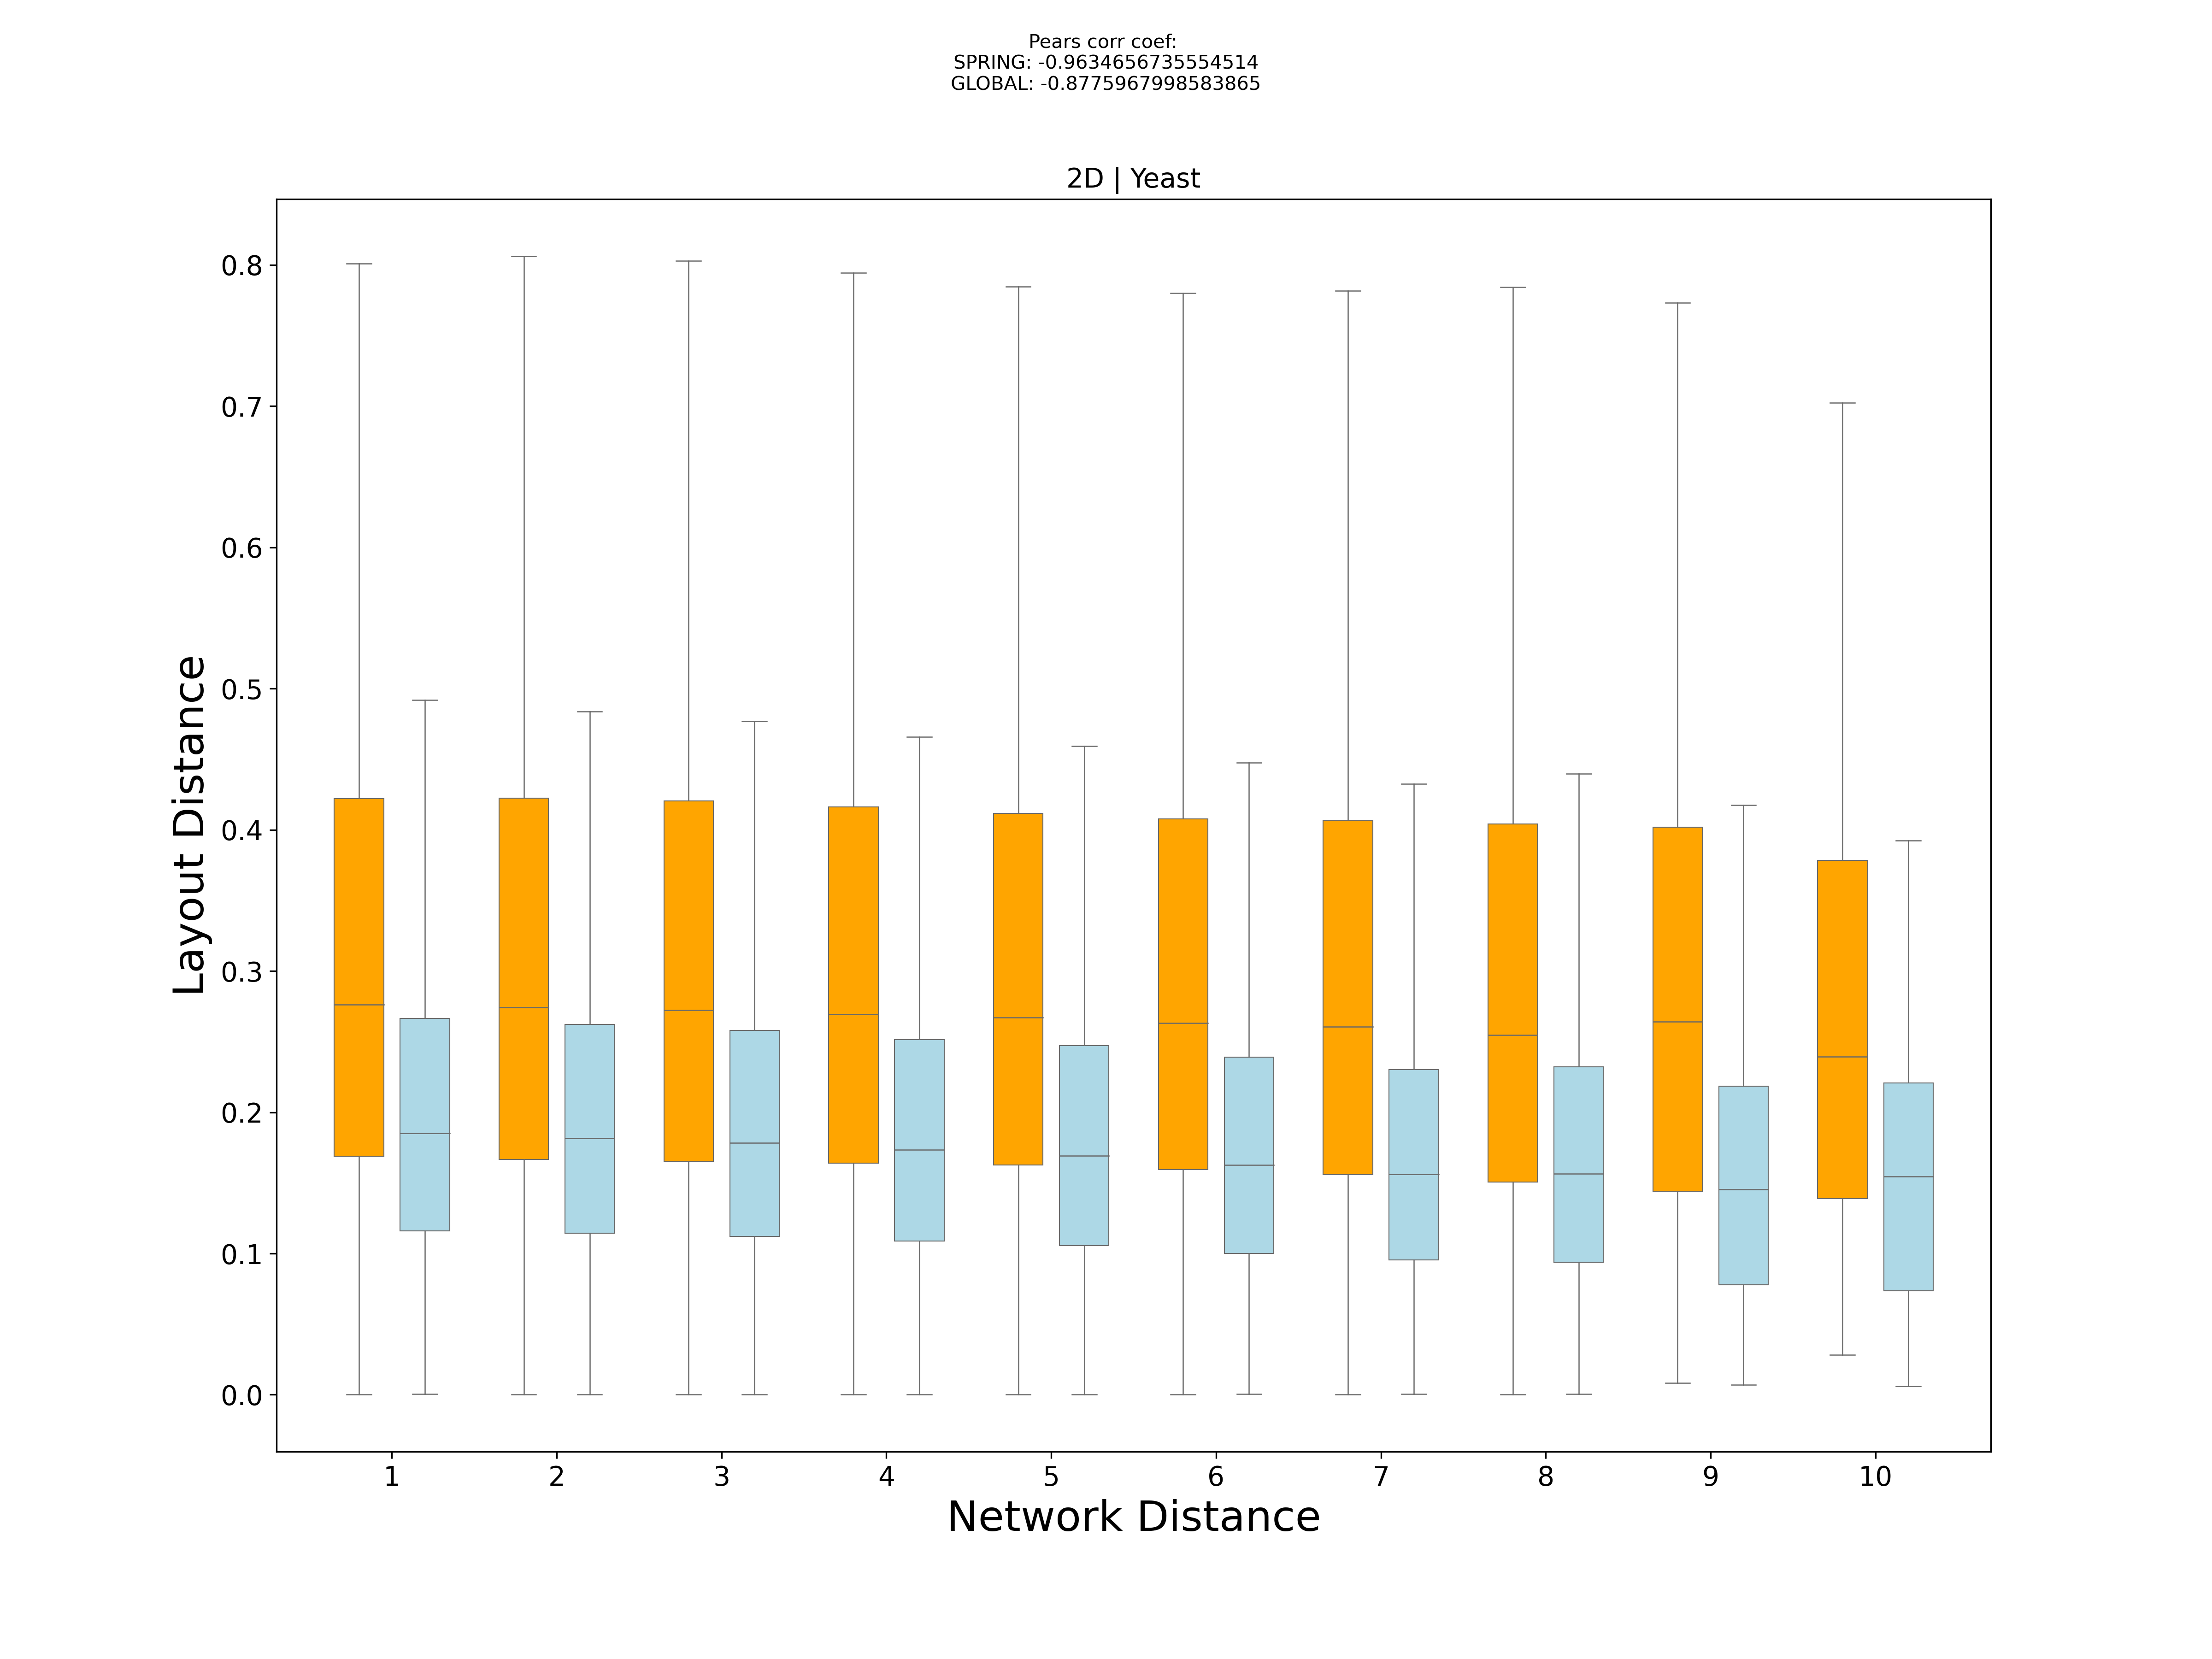 Pears corr coef:
SPRING: -0.9634656735554514
GLOBAL: -0.8775967998583865
2D | Yeast
Layout Distance
0.8
0.7
0.6
0.5
0.4
0.3
0.2
0.1
0.0
1 2 3 4 5 6 7 8 9 10
Network Distance